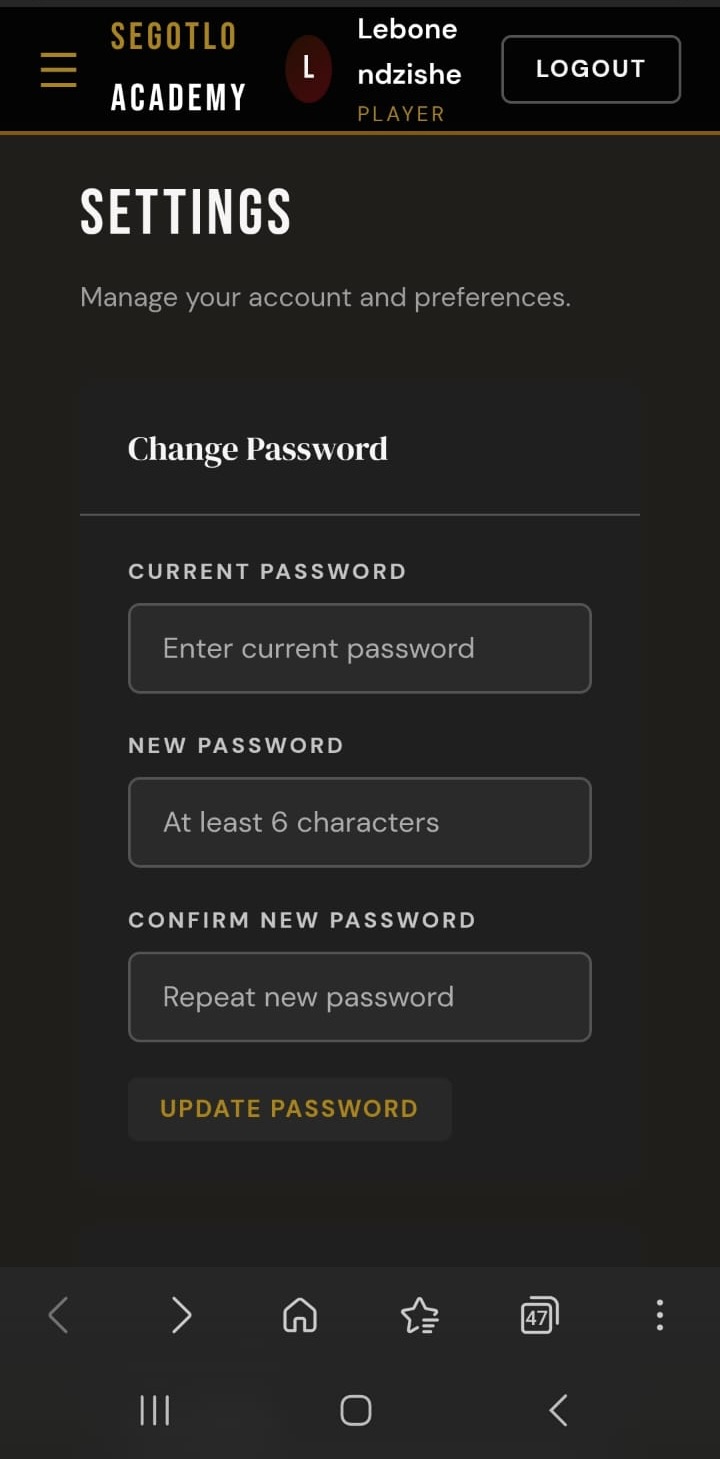 SEGOTLO
ACADEMY
L
Lebone
ndzishe
PLAYER
LOGOUT
SETTINGS
Manage your account and preferences.
Change Password
CURRENT PASSWORD
Enter current password
NEW PASSWORD
At least 6 characters
CONFIRM NEW PASSWORD
Repeat new password
UPDATE PASSWORD
47